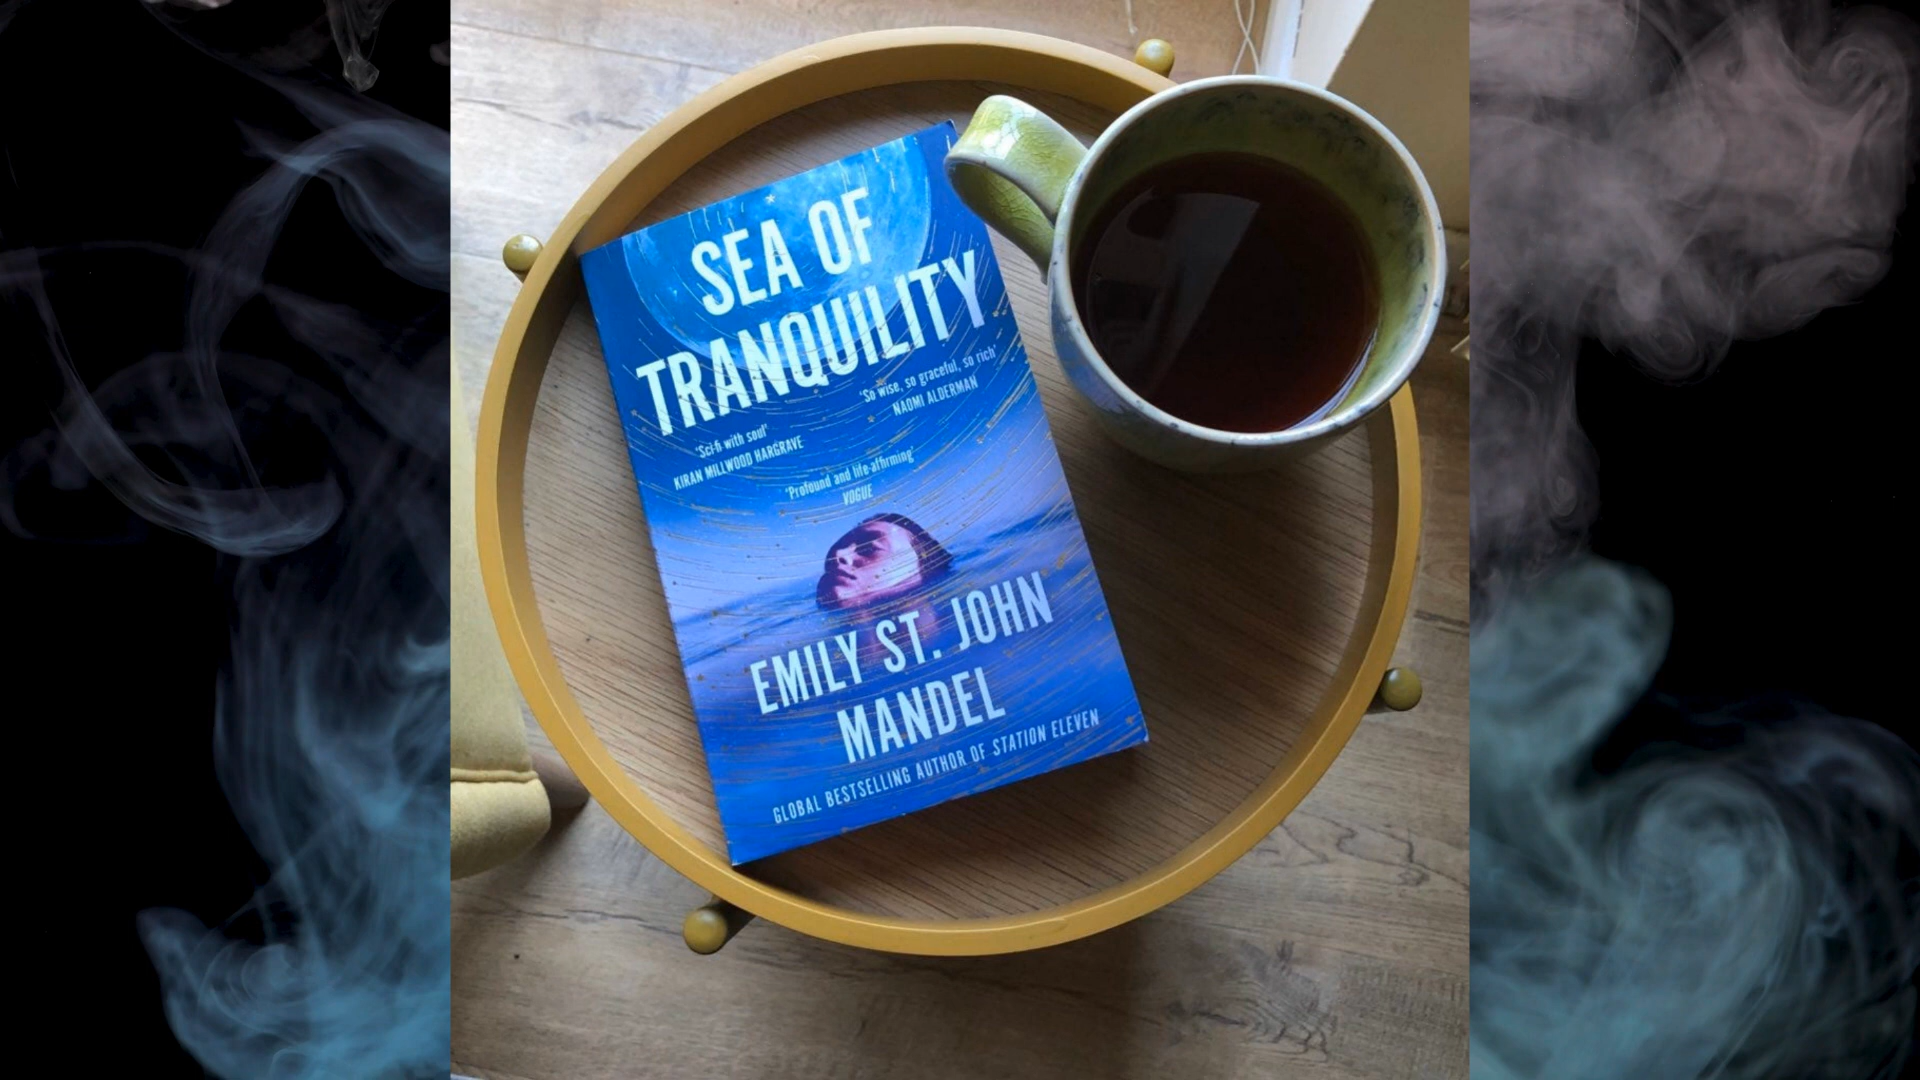 SEA OF
TRANQUILITY
'So wise, so graceful, so rich'
NAOMI ALDERMAN
'Sci-fi with soul'
KIRAN MILLWOOD HARGRAVE
'Profound and life-affirming'
VOGUE
EMILY ST. JOHN
MANDEL
GLOBAL BESTSELLING AUTHOR OF STATION ELEVEN